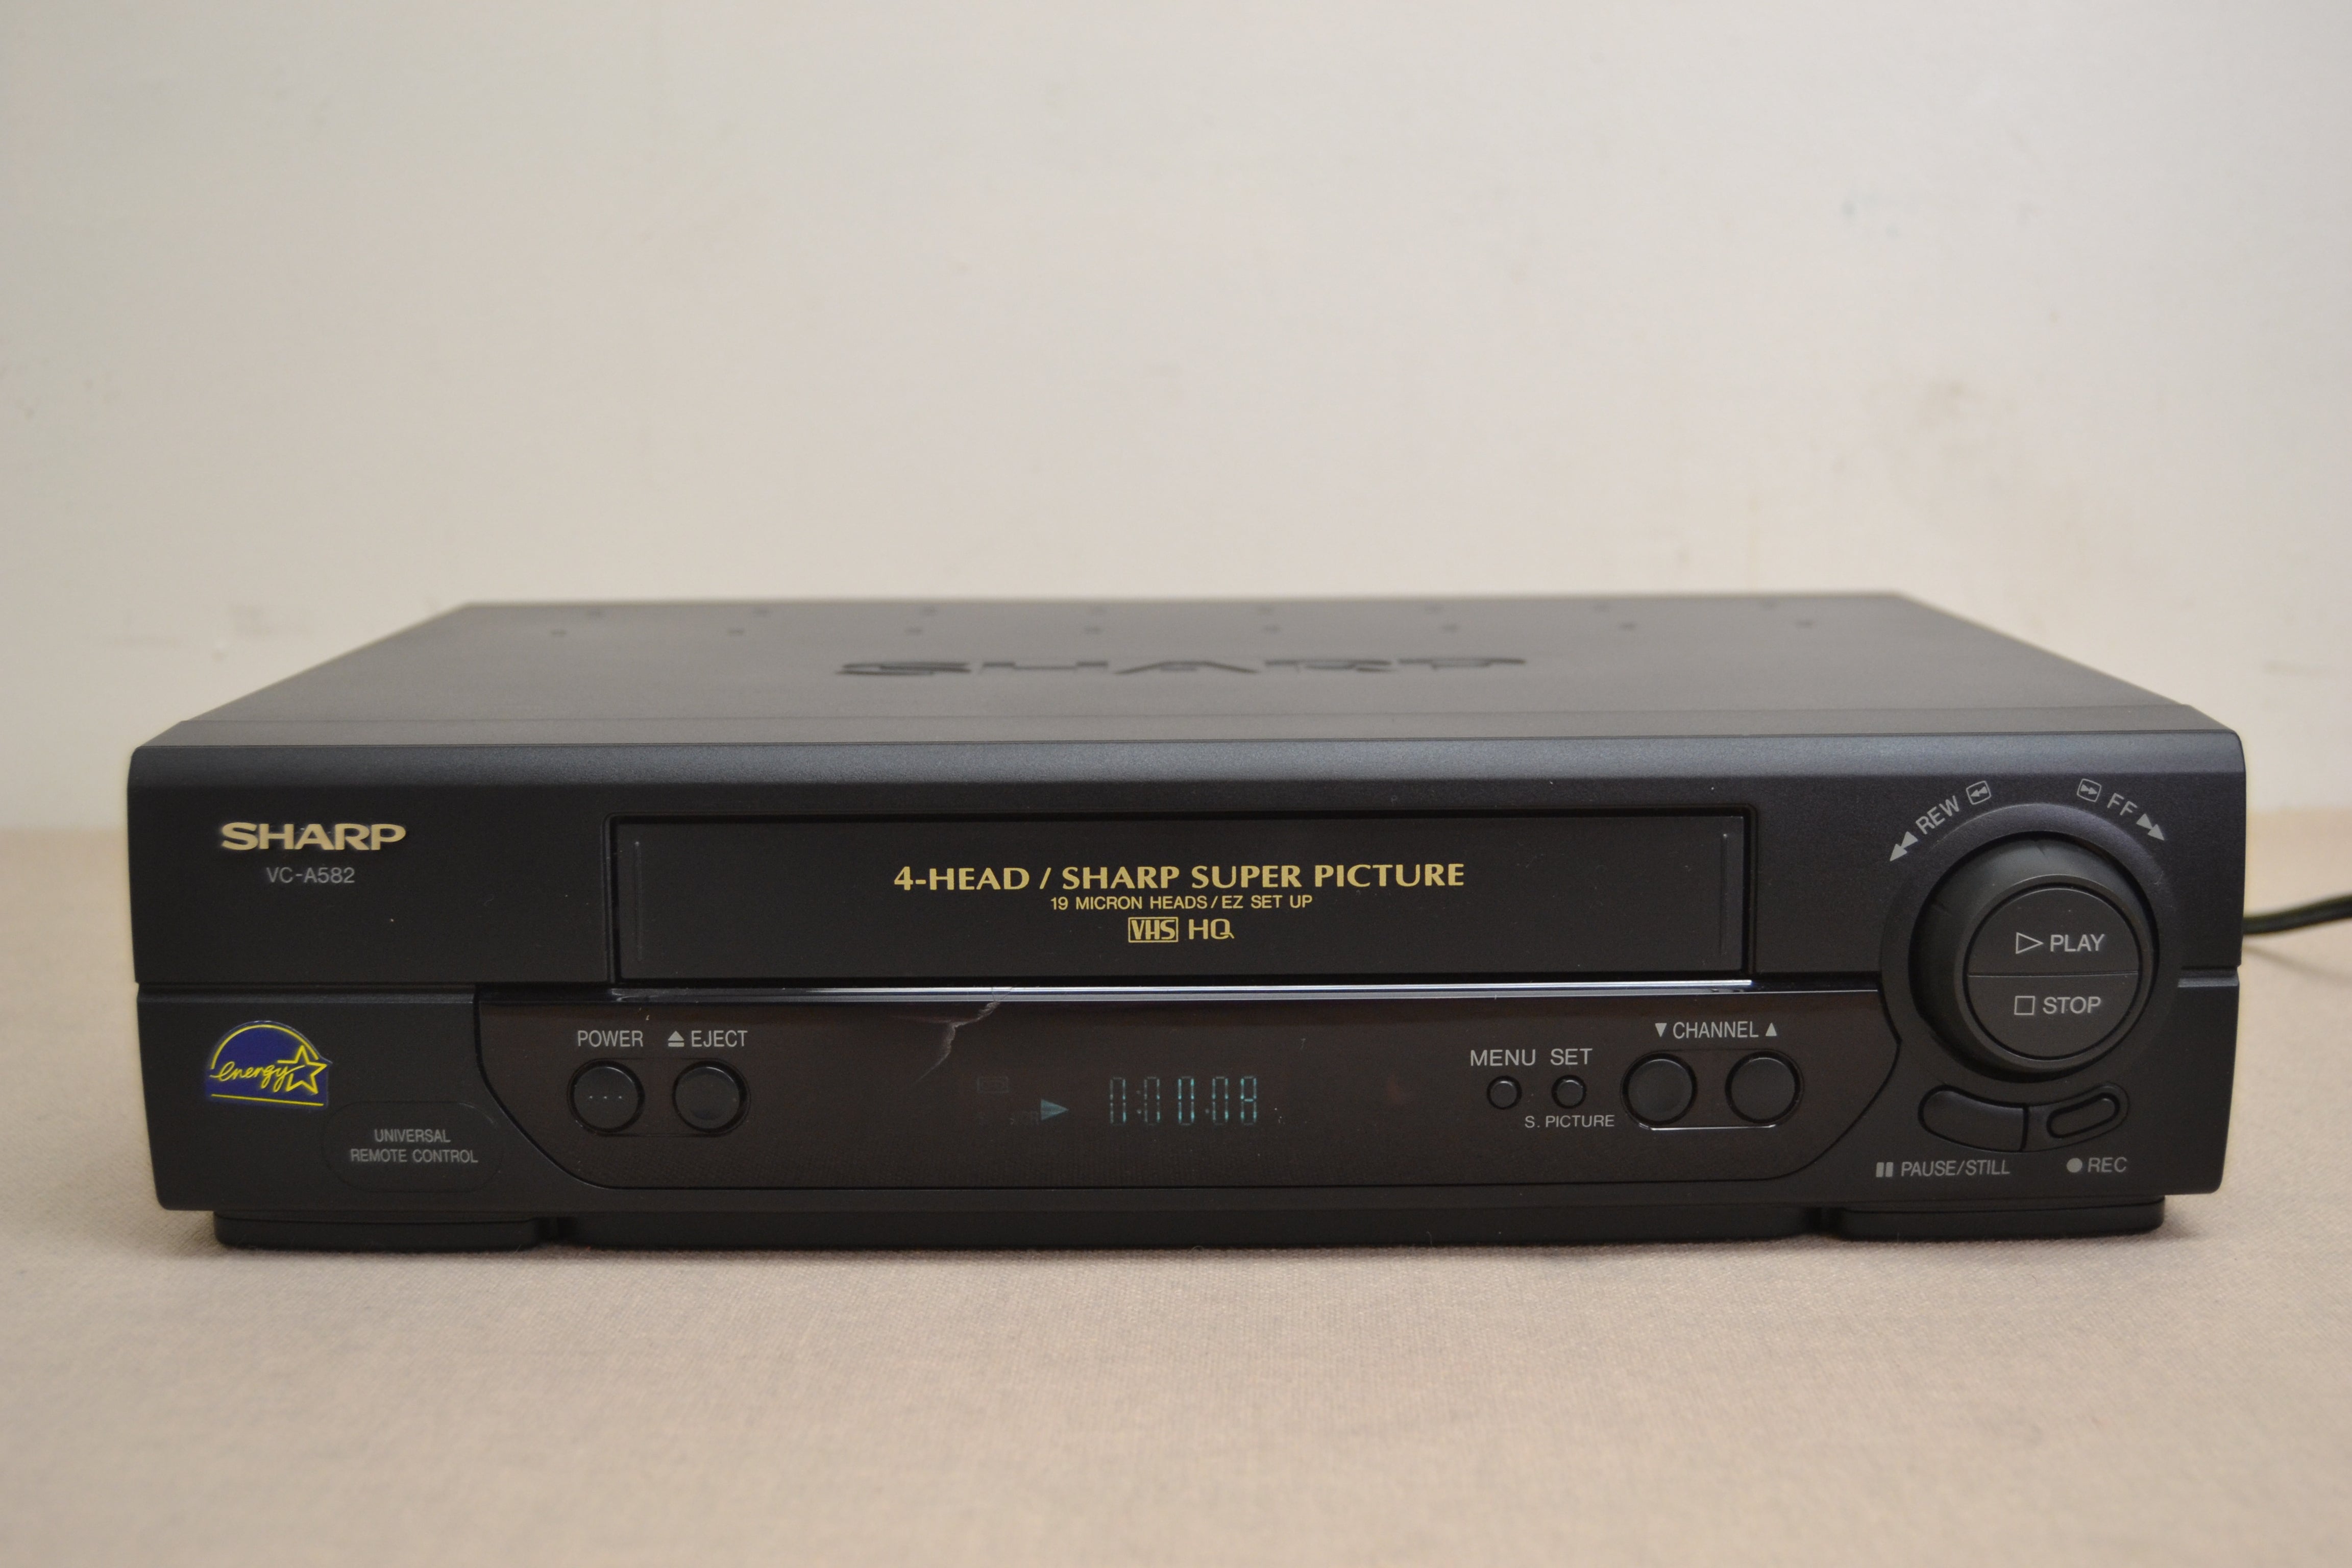 SHARP
SHARP
VC-A582
4-HEAD / SHARP SUPER PICTURE
19 MICRON HEADS / EZ SET UP
VHS HQ
REW
FF
PLAY
STOP
POWER
EJECT
MENU SET
S. PICTURE
CHANNEL
energy
UNIVERSAL
REMOTE CONTROL
PAUSE/STILL
REC